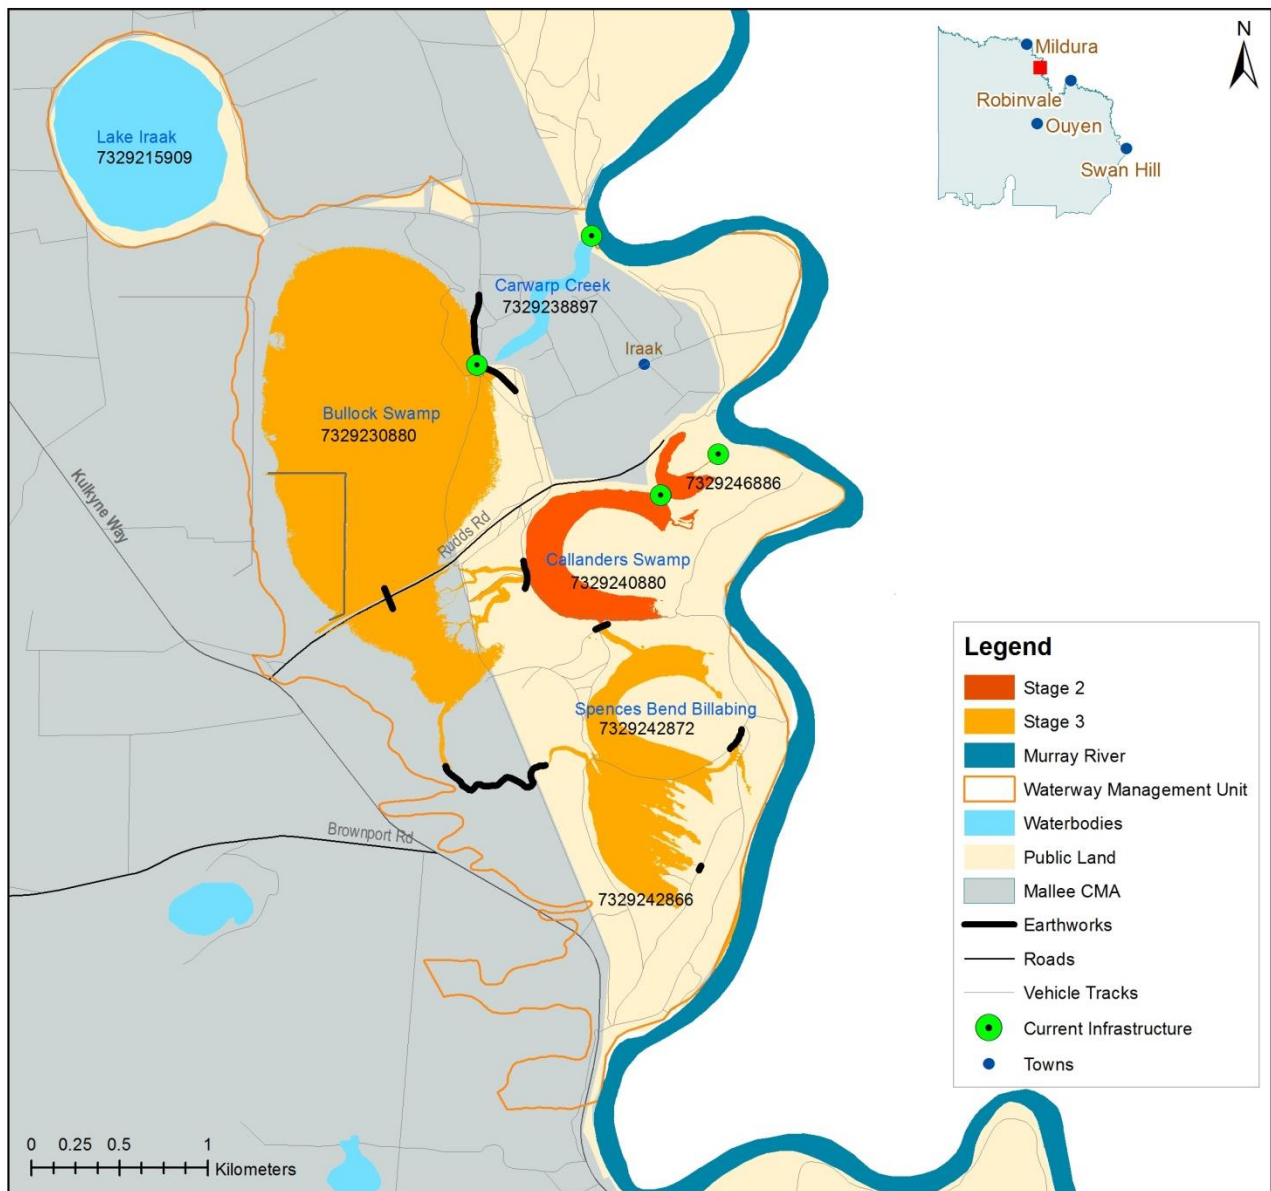 N
Mildura
Robinvale
Ouyen
Swan Hill
Lake Iraak
7329215909
Carwarp Creek
7329238897
Iraak
Bullock Swamp
7329230880
Kulkyne Way
7329246886
Rudds Rd
Callanders Swamp
7329240880
Spences Bend Billabing
7329242872
Brownport Rd
7329242866
Legend
Stage 2
Stage 3
Murray River
Waterway Management Unit
Waterbodies
Public Land
Mallee CMA
Earthworks
Roads
Vehicle Tracks
Current Infrastructure
Towns
0 0.25 0.5 1
Kilometers